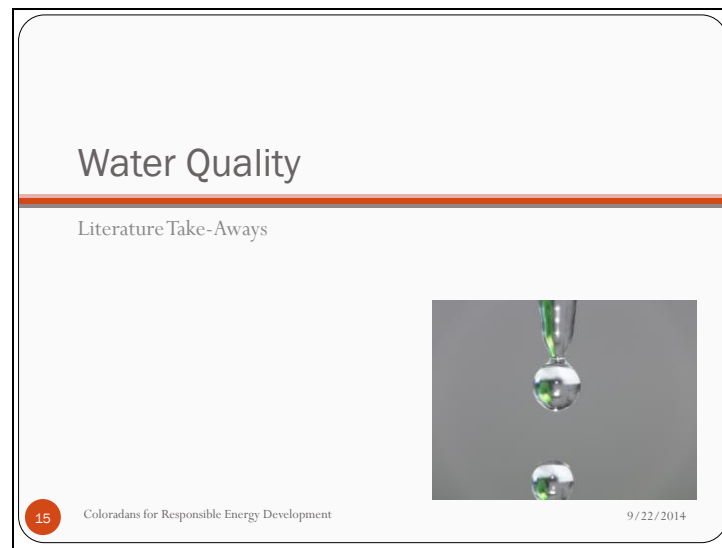 Water Quality
Literature Take-Aways
15
Coloradans for Responsible Energy Development
9/22/2014